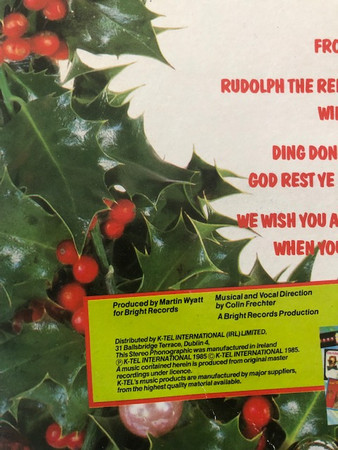 FRO
RUDOLPH THE RE
WI
DING DON
GOD REST YE
WE WISH YOU A
WHEN YOU
Produced by Martin Wyatt
for Bright Records
Musical and Vocal Direction
by Colin Frechter
A Bright Records Production
Distributed by K-TEL INTERNATIONAL (IRL) LIMITED.
31 Ballsbridge Terrace, Dublin 4,
This Stereo Phonographic was manufactured in Ireland
Ⓟ K-TEL INTERNATIONAL 1985 © K-TEL INTERNATIONAL 1985.
A music contained herein is produced from original master
recordings under licence.
K-TEL's music products are manufactured by major suppliers,
from the highest quality material available.